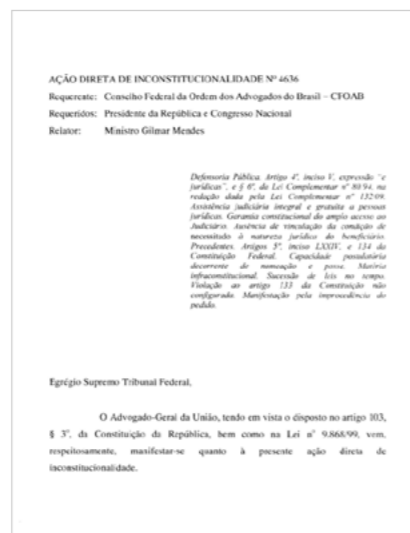 AÇÃO DIRETA DE INCONSTITUCIONALIDADE Nº 4636
Requerente: Conselho Federal da Ordem dos Advogados do Brasil – CFOAB
Requeridos: Presidente da República e Congresso Nacional
Relator: Ministro Gilmar Mendes
Defensoria Pública. Artigo 4º, inciso V, expressão "e
jurídicas", e § 6º, da Lei Complementar nº 80/94, na
redação dada pela Lei Complementar nº 132/09.
Assistência judiciária integral e gratuita a pessoas
jurídicas. Garantia constitucional do amplo acesso ao
Judiciário. Ausência de vinculação da condição de
necessitado à natureza jurídica do beneficiário.
Precedentes. Artigos 5º, inciso LXXIV, e 134 da
Constituição Federal. Capacidade postulatória
decorrente de nomeação e posse. Matéria
infraconstitucional. Sucessão de leis no tempo.
Violação ao artigo 133 da Constituição não
configurada. Manifestação pela improcedência do
pedido.
Egrégio Supremo Tribunal Federal,
O Advogado-Geral da União, tendo em vista o disposto no artigo 103,
§ 3º, da Constituição da República, bem como na Lei nº 9.868/99, vem,
respeitosamente, manifestar-se quanto à presente ação direta de
inconstitucionalidade.